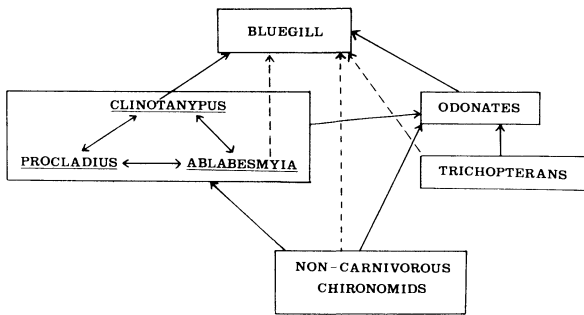 BLUEGILL
CLINOTANYPUS
ODONATES
PROCLADIUS
ABLABESMYIA
TRICHOPTERANS
NON-CARNIVOROUS
CHIRONOMIDS